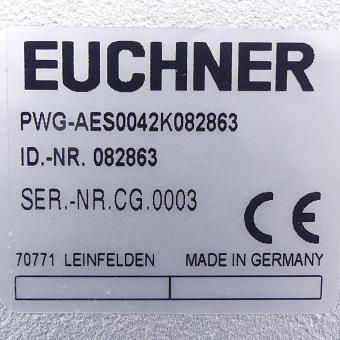 EUCHNER
PWG-AES0042K082863
ID.-NR. 082863
SER.-NR.CG.0003
CE
70771 LEINFELDEN MADE IN GERMANY